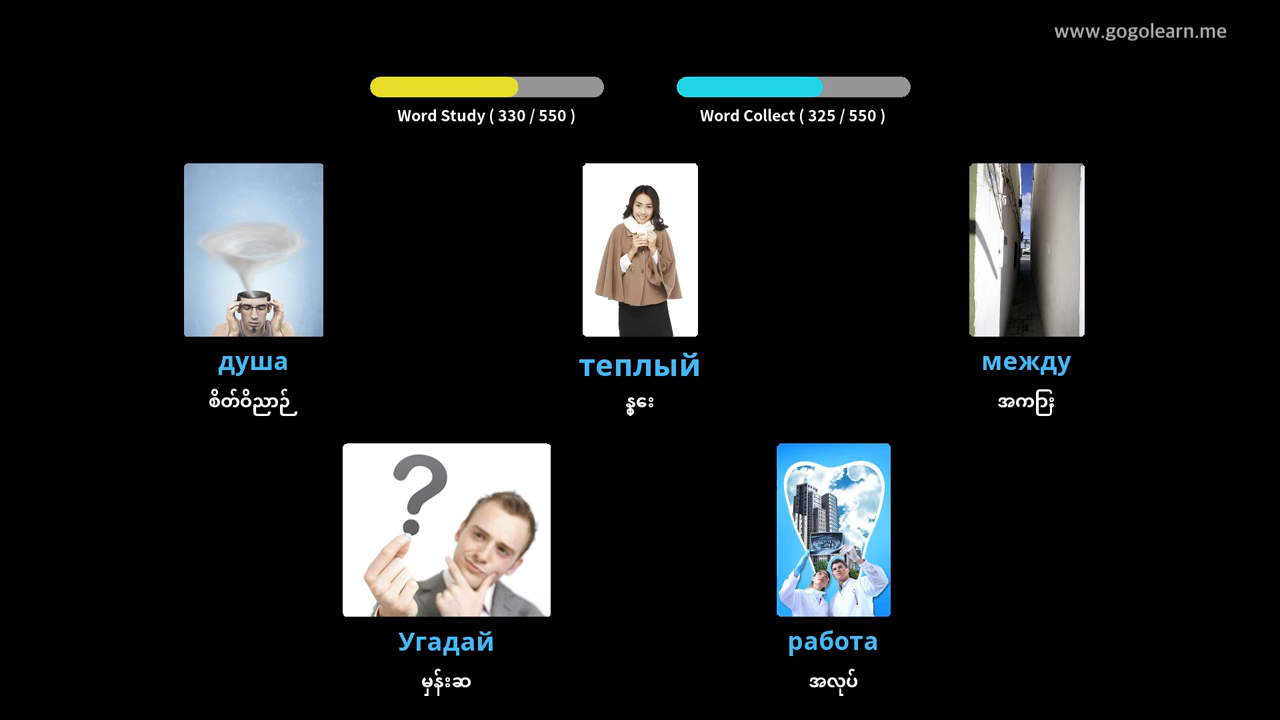 www.gogolearn.me
Word Study ( 330 / 550 )
Word Collect ( 325 / 550 )
душа
теплый
между
စိတ်ဝိညာဉ်
နွေး
အကြား
Угадай
работа
မှန်းဆ
အလုပ်